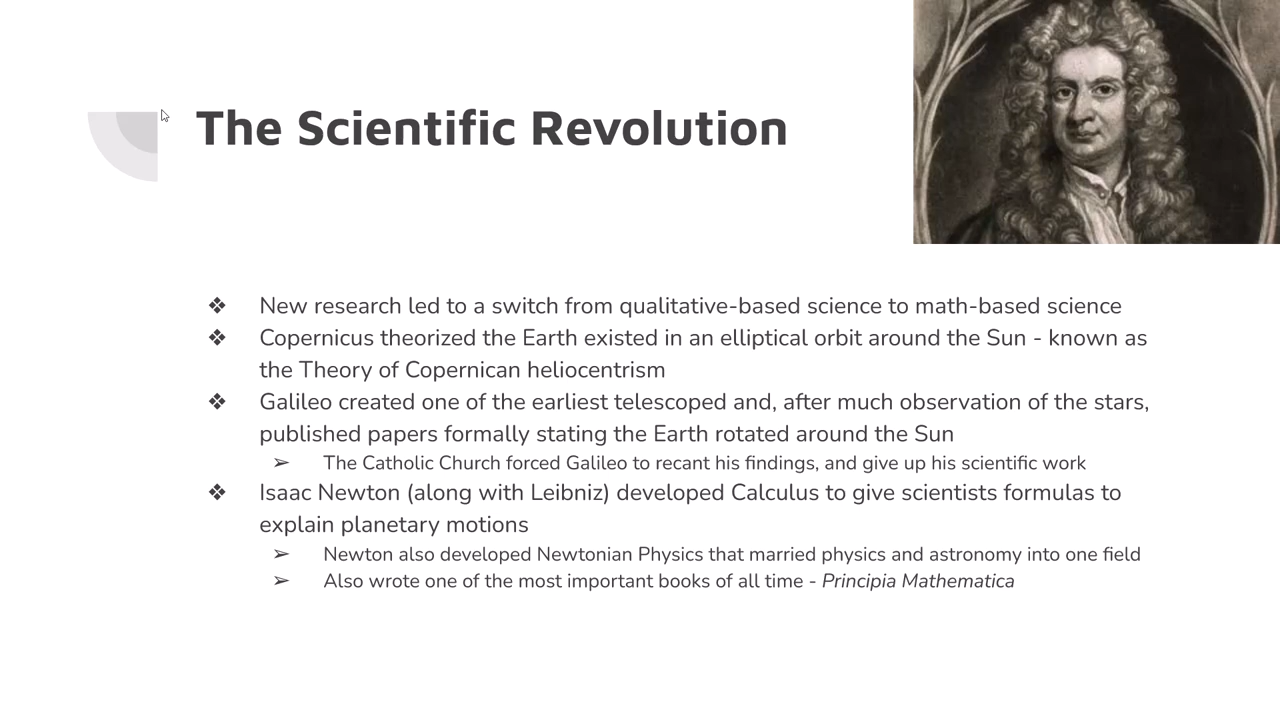 The Scientific Revolution
❖ New research led to a switch from qualitative-based science to math-based science
❖ Copernicus theorized the Earth existed in an elliptical orbit around the Sun - known as
the Theory of Copernican heliocentrism
❖ Galileo created one of the earliest telescoped and, after much observation of the stars,
published papers formally stating the Earth rotated around the Sun
➢ The Catholic Church forced Galileo to recant his findings, and give up his scientific work
❖ Isaac Newton (along with Leibniz) developed Calculus to give scientists formulas to
explain planetary motions
➢ Newton also developed Newtonian Physics that married physics and astronomy into one field
➢ Also wrote one of the most important books of all time - Principia Mathematica